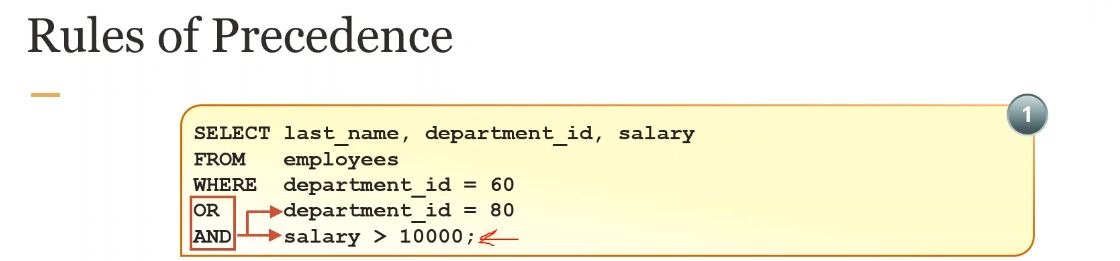 Rules of Precedence
1
SELECT last_name, department_id, salary
FROM   employees
WHERE  department_id = 60
OR     department_id = 80
AND    salary > 10000;